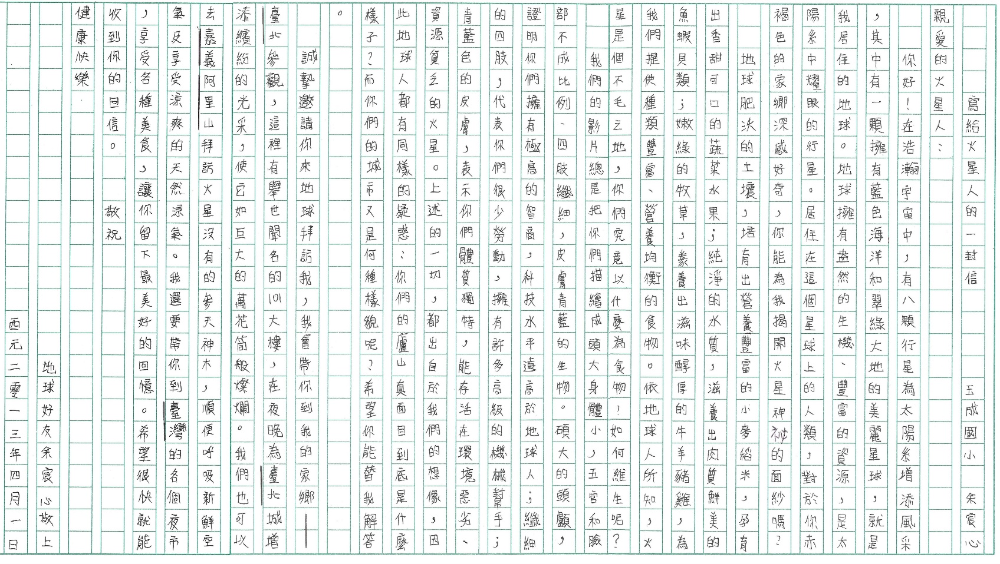 寫給火星人的一封信 玉成國小 余宸心
親愛的火星人：
你好！在浩瀚宇宙中，有八顆行星為太陽系增添風采
，其中有一顆擁有藍色海洋和翠綠大地的美麗星球，就是
我居住的地球。地球擁有盎然的生機、豐富的資源，是太
陽系中耀眼的行星。居住在這個星球上的人類，對於你赤
褐色的家鄉深感好奇，你能為我揭開火星神祕的面紗嗎？
地球肥沃的土壤，培育出營養豐富的小麥稻米，孕育
出香甜可口的蔬菜水果；純淨的水質，滋養出肉質鮮美的
魚蝦貝類；嫩綠的牧草，豢養出滋味醇厚的牛羊豬雞，為
我們提供種類豐富、營養均衡的食物。依地球人所知，火
星是個不毛之地，你們究竟以什麼為食物？如何維生呢？
我們的影片總是把你們描繪成頭大身體小，五官和臉
部不成比例、四肢纖細，皮膚青藍的生物。碩大的頭顱，
證明你們擁有極高的智商，科技水平遠高於地球人；纖細
的四肢，代表你們很少勞動，擁有許多高級的機械幫手；
青藍色的皮膚，表示你們體質獨特，能存活在環境惡劣、
資源貧乏的火星。上述的一切，都出自於我們的想像，因
此地球人都有同樣的疑惑：你們的廬山真面目到底是什麼
樣子？而你們的城市又是何種樣貌呢？希望你能替我解答
。
誠摯邀請你來地球拜訪我，我會帶你到我的家鄉——
臺北參觀，這裡有舉世聞名的101大樓，在夜晚為臺北城增
添繽紛的光采，使它如巨大的萬花筒般燦爛。我們也可以
去嘉義阿里山拜訪火星沒有的參天神木，順便呼吸新鮮空
氣及享受涼爽的天然涼氣。我還要帶你到臺灣的各個夜市
，享受各種美食，讓你留下最美好的回憶。希望很快就能
收到你的回信。 敬祝
健康快樂
地球好友余宸心敬上
西元二零一三年四月一日